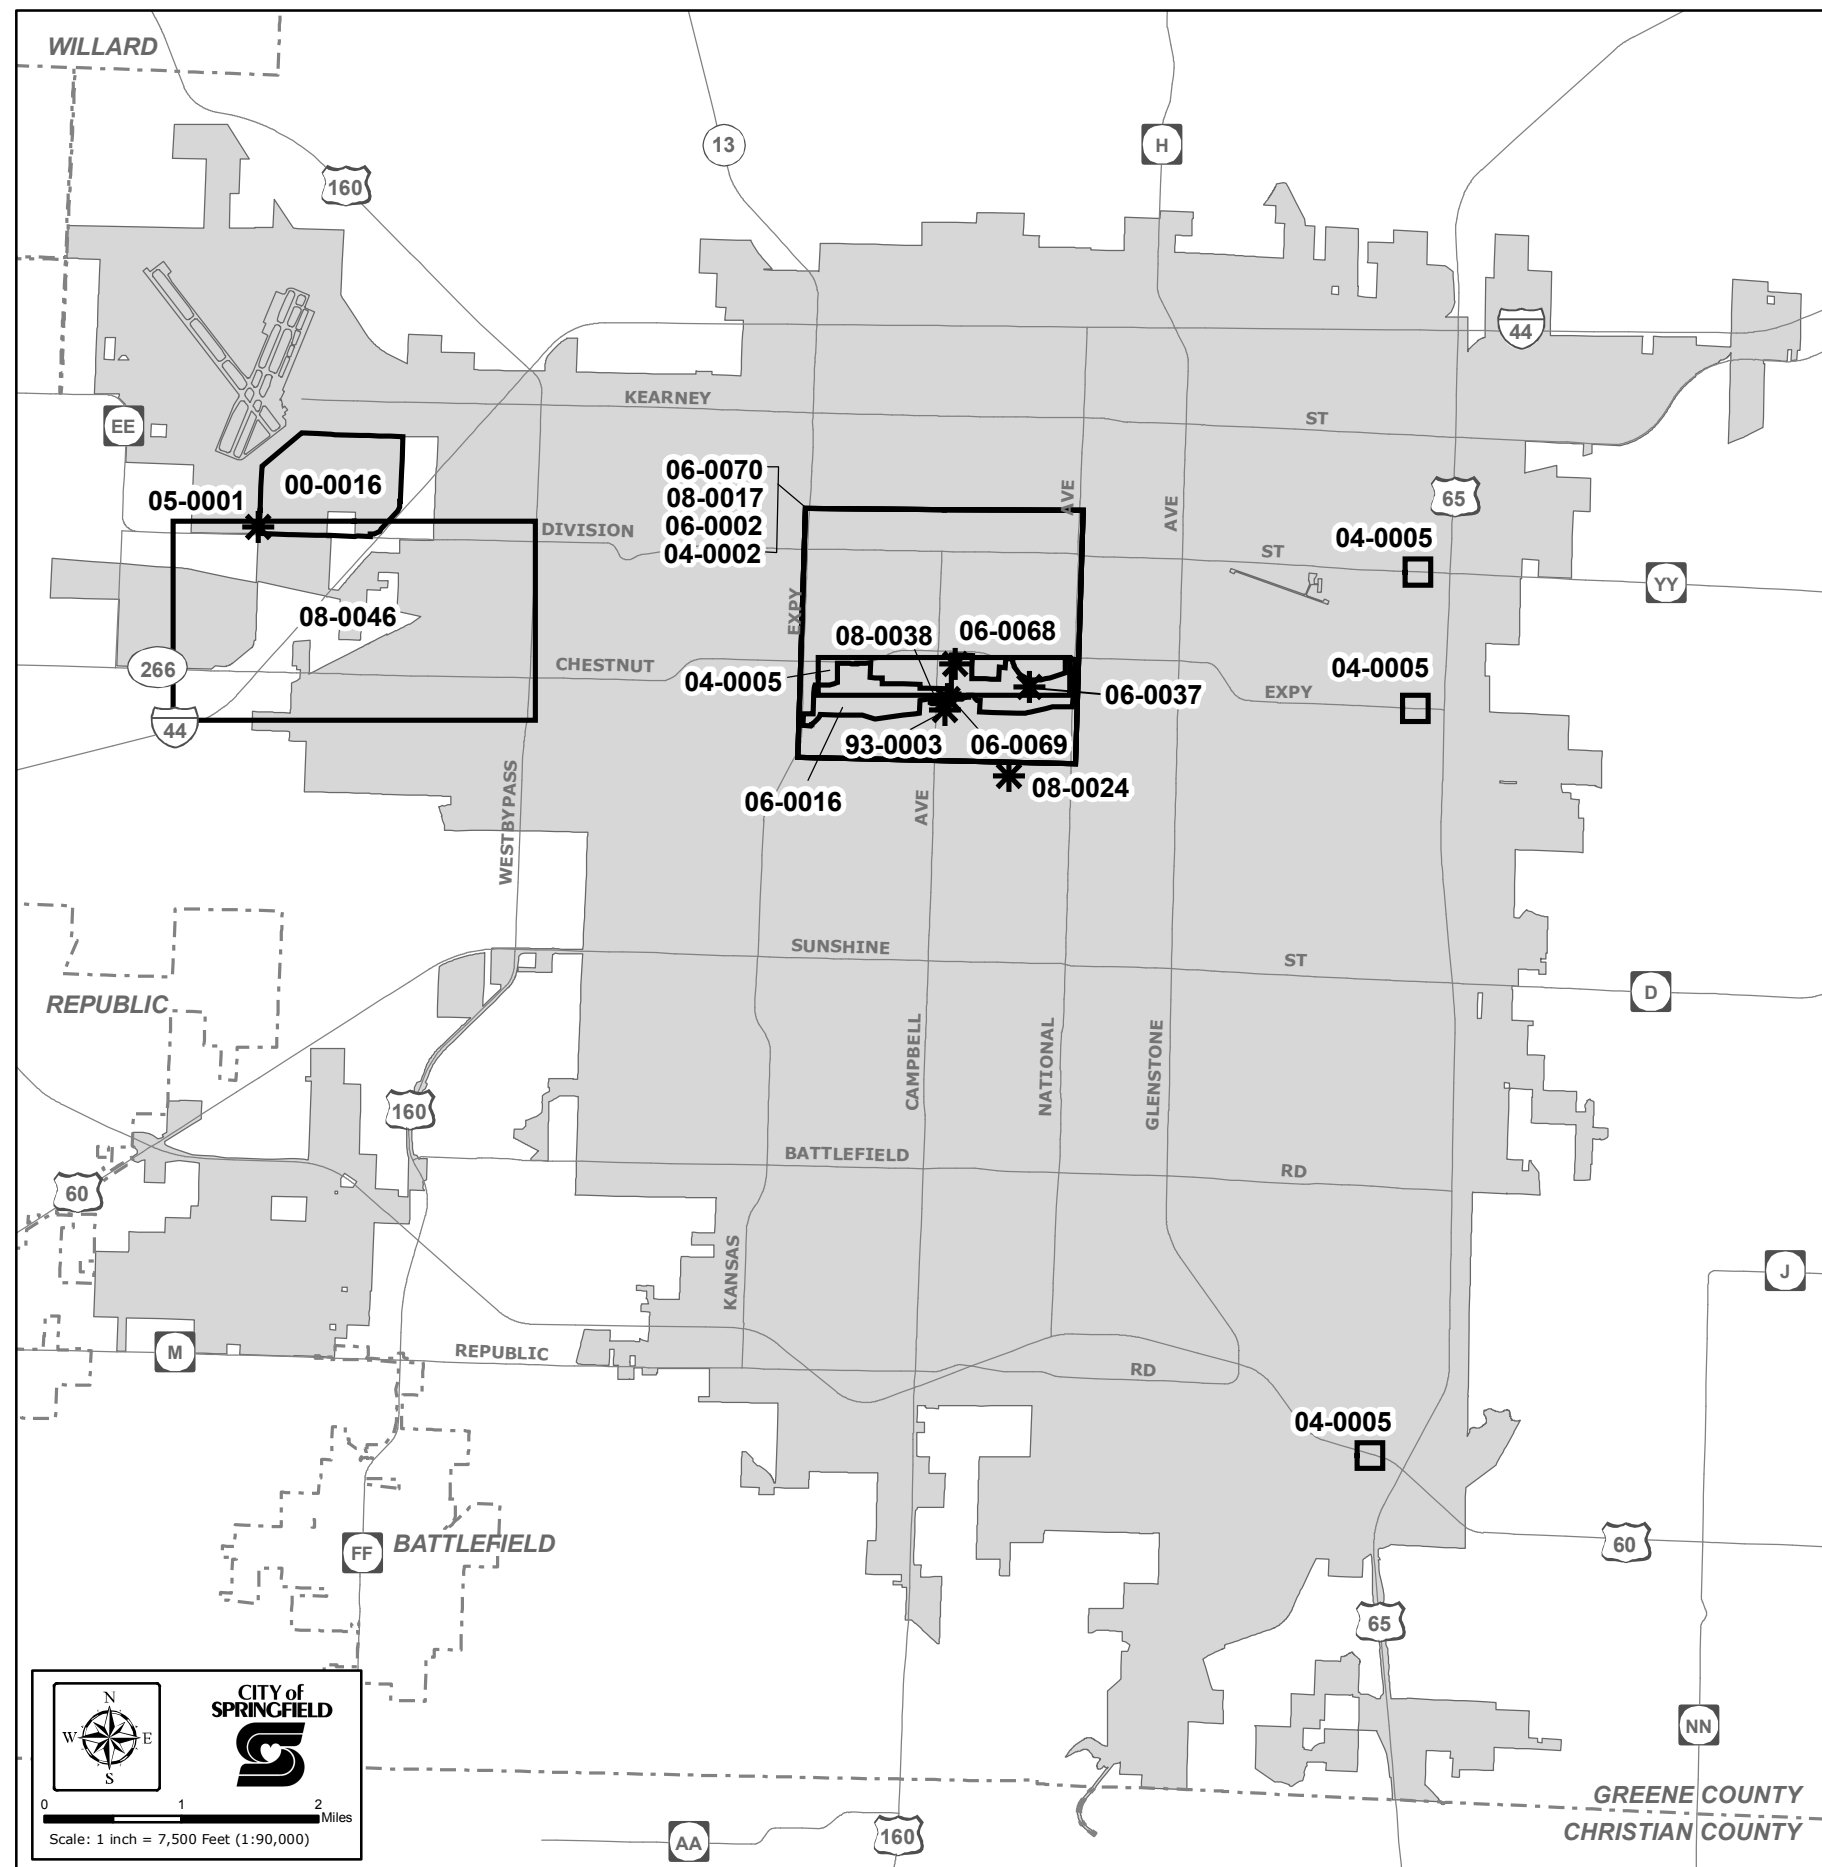 WILLARD
13
H
160
44
KEARNEY
ST
EE
06-0070
00-0016
08-0017
65
05-0001
AVE
AVE
06-0002
DIVISION
04-0002
ST
04-0005
YY
08-0046
EXPY
08-0038
06-0068
266
CHESTNUT
04-0005
04-0005
06-0037
EXPY
44
93-0003
06-0069
08-0024
06-0016
AVE
WESTBYPASS
SUNSHINE
ST
D
REPUBLIC
CAMPBELL
NATIONAL
GLENSTONE
160
BATTLEFIELD
RD
60
KANSAS
J
M
REPUBLIC
RD
04-0005
FF
BATTLEFIELD
60
65
N
W
E
S
CITY of
SPRINGFIELD
NN
0 1 2
Miles
Scale: 1 inch = 7,500 Feet (1:90,000)
GREENE COUNTY
CHRISTIAN COUNTY
AA
160